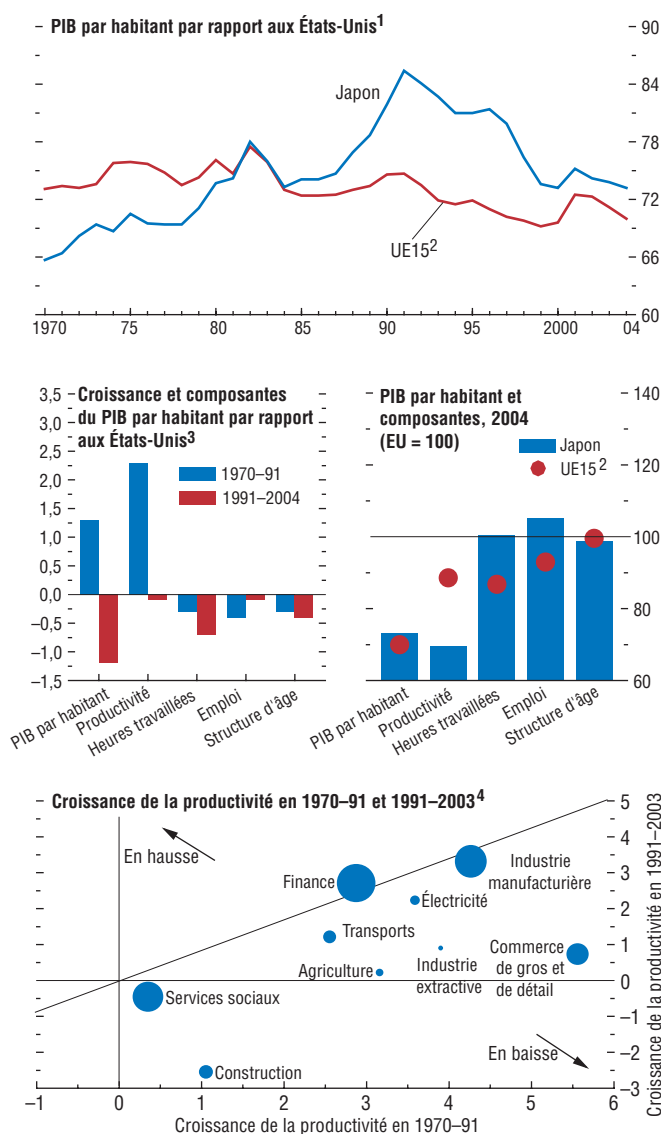 PIB par habitant par rapport aux États-Unis¹
90
84
78
72
66
60
Japon
UE15²
1970 75 80 85 90 95 2000 04
Croissance et composantes
du PIB par habitant par rapport
aux États-Unis³
3,5
3,0
2,5
2,0
1,5
1,0
0,5
0,0
–0,5
–1,0
–1,5
1970–91
1991–2004
PIB par habitant
Productivité
Heures travaillées
Emploi
Structure d'âge
PIB par habitant et
composantes, 2004
(EU = 100)
Japon
UE15²
140
120
100
80
60
PIB par habitant
Productivité
Heures travaillées
Emploi
Structure d'âge
Croissance de la productivité en 1970–91 et 1991–2003⁴
En hausse
Finance
Industrie
manufacturière
Électricité
Transports
Agriculture
Industrie
extractive
Commerce
de gros et
de détail
Services sociaux
Construction
En baisse
5
4
3
2
1
0
–1
–2
–3
Croissance de la productivité en 1991–2003
–1 0 1 2 3 4 5 6
Croissance de la productivité en 1970–91